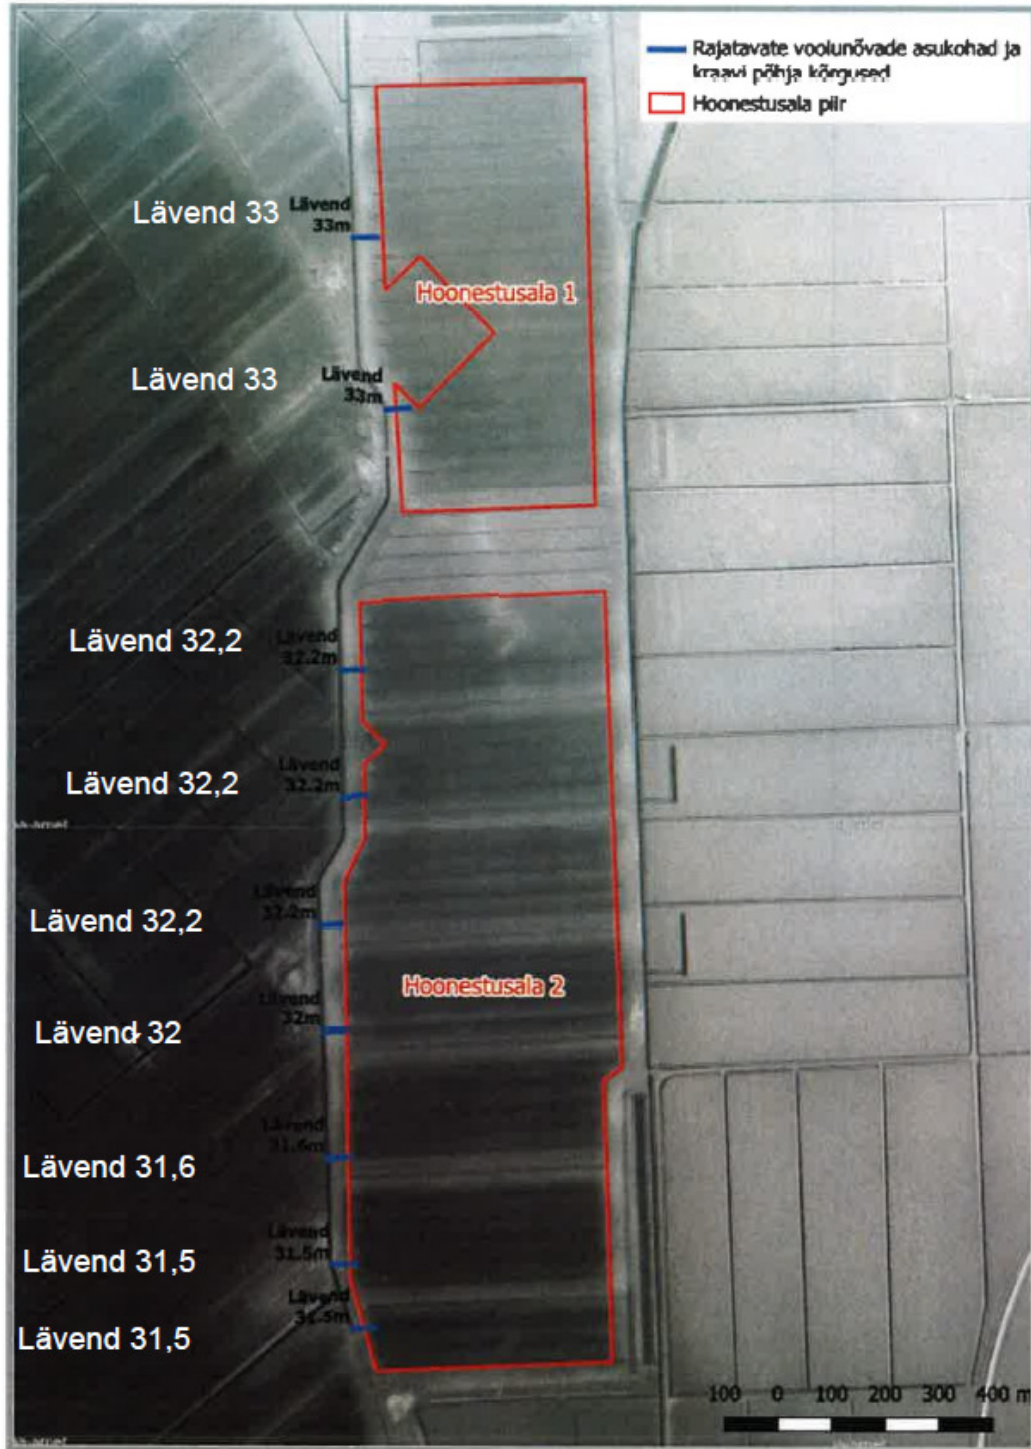 Rajatavate voolunõvade asukohad ja
kraavi põhja kõrgused
Hoonestusala piir
Lävend 33
Lävend
33m
Hoonestusala 1
Lävend 33
Lävend
33m
Lävend 32,2
Lävend
32.2m
Lävend 32,2
Lävend
32.2m
Lävend 32,2
Lävend
32.2m
Hoonestusala 2
Lävend 32
Lävend
32m
Lävend 31,6
Lävend
31.6m
Lävend 31,5
Lävend
31.5m
Lävend 31,5
Lävend
31.5m
100 0 100 200 300 400 m